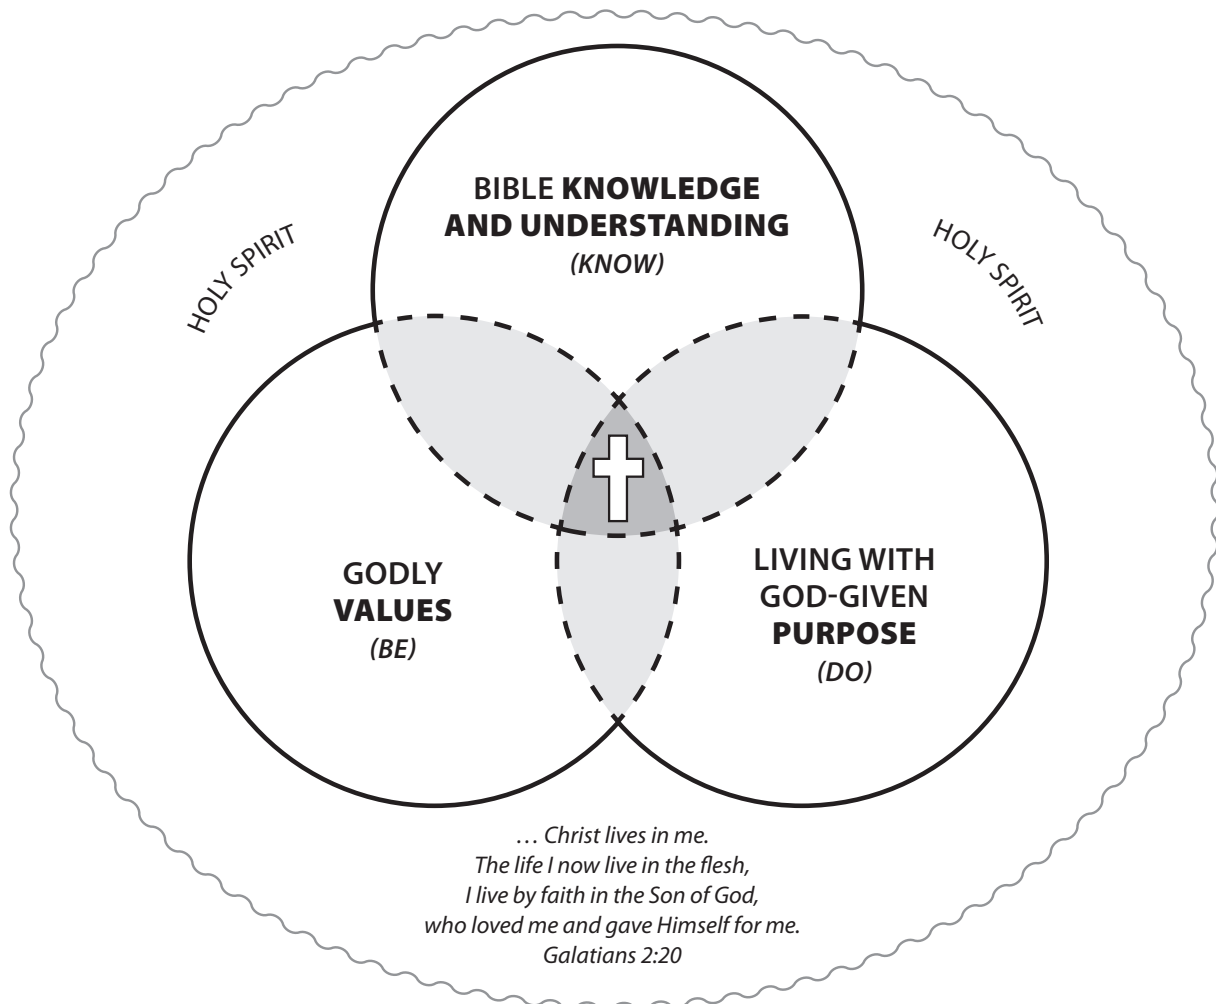 BIBLE KNOWLEDGE
AND UNDERSTANDING
(KNOW)
HOLY SPIRIT
HOLY SPIRIT
GODLY
VALUES
(BE)
LIVING WITH
GOD-GIVEN
PURPOSE
(DO)
… Christ lives in me.
The life I now live in the flesh,
I live by faith in the Son of God,
who loved me and gave Himself for me.
Galatians 2:20